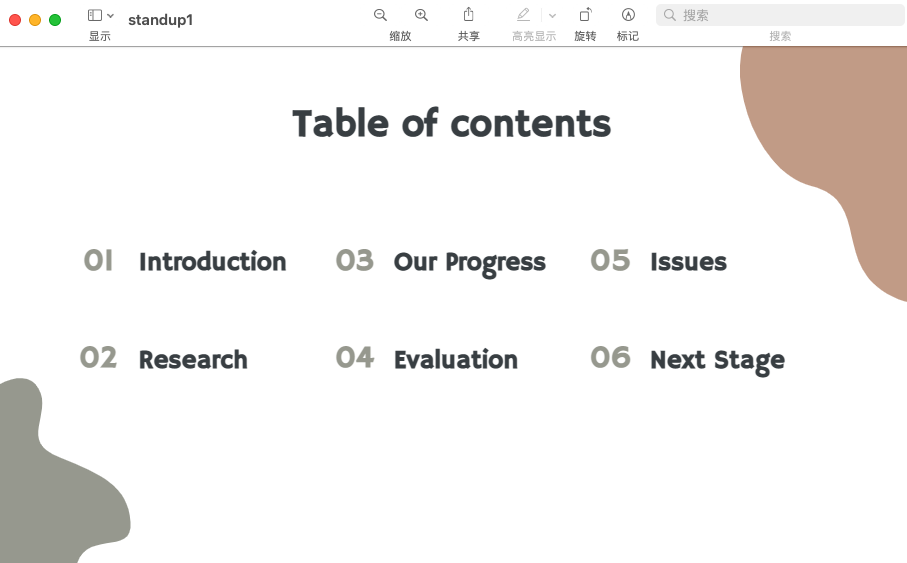 standup1
显示
缩放
共享
高亮显示
旋转
标记
搜索
搜索
Table of contents
01 Introduction
02 Research
03 Our Progress
04 Evaluation
05 Issues
06 Next Stage